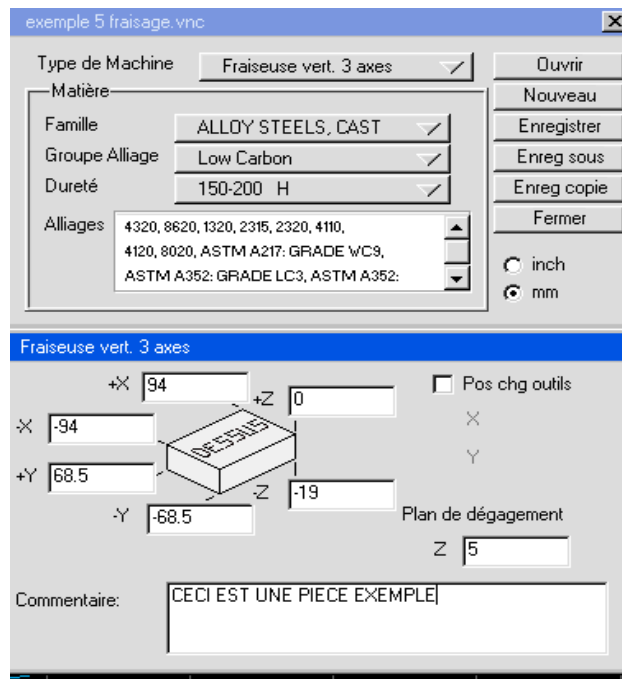 exemple 5 fraisage.vnc
Type de Machine Fraiseuse vert. 3 axes Ouvrir
Matière Nouveau
Famille ALLOY STEELS, CAST Enregistrer
Groupe Alliage Low Carbon Enreg sous
Dureté 150-200 H Enreg copie
Alliages 4320, 8620, 1320, 2315, 2320, 4110, Fermer
4120, 8020, ASTM A217: GRADE WC9,
ASTM A352: GRADE LC3, ASTM A352:
inch
mm
Fraiseuse vert. 3 axes
+X 94 +Z 0 Pos chg outils
-X -94 DESSUS X
+Y 68.5 Y
-Y -68.5 -Z -19 Plan de dégagement
Z 5
Commentaire: CECI EST UNE PIECE EXEMPLE